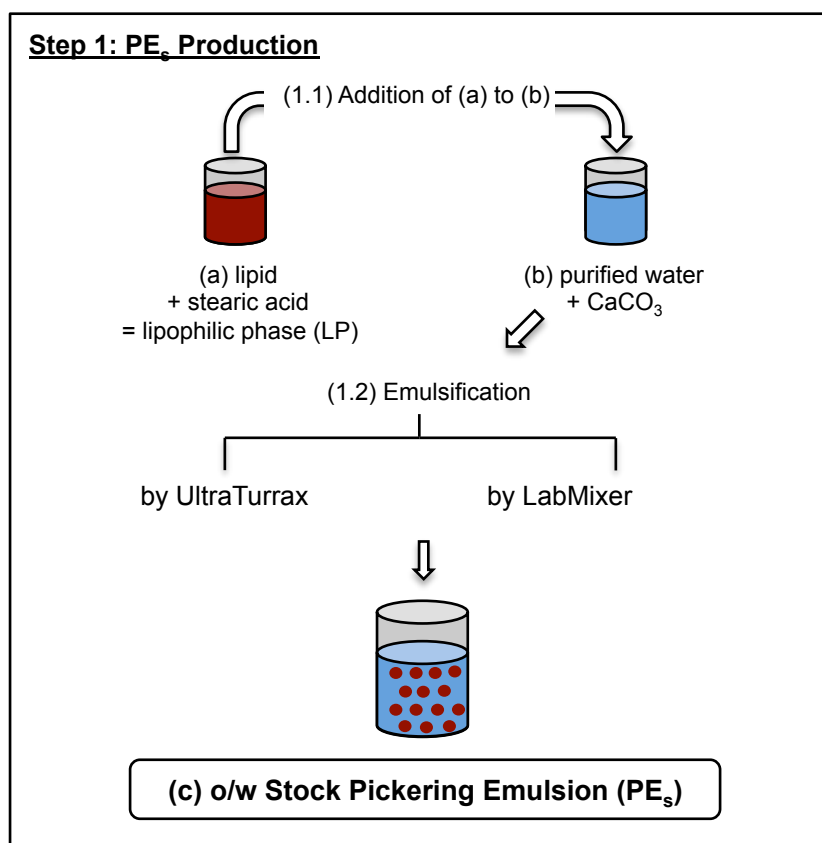 Step 1: PEs Production
(1.1) Addition of (a) to (b)
(a) lipid
+ stearic acid
= lipophilic phase (LP)
(b) purified water
+ CaCO3
(1.2) Emulsification
by UltraTurrax
by LabMixer
(c) o/w Stock Pickering Emulsion (PEs)